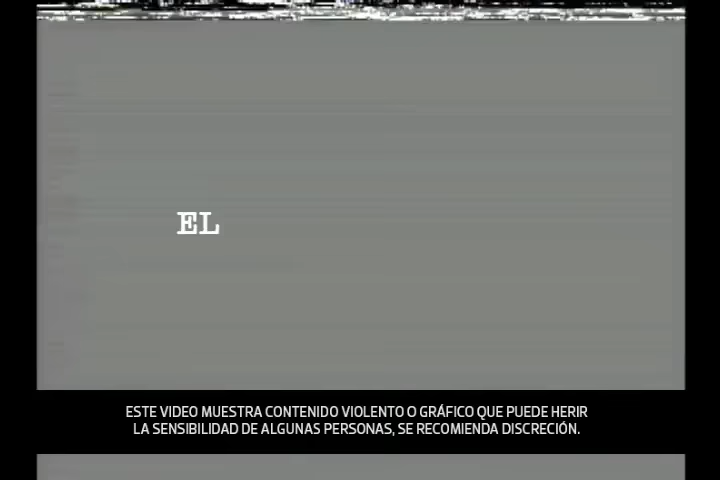 EL
ESTE VIDEO MUESTRA CONTENIDO VIOLENTO O GRÁFICO QUE PUEDE HERIR
LA SENSIBILIDAD DE ALGUNAS PERSONAS, SE RECOMIENDA DISCRECIÓN.